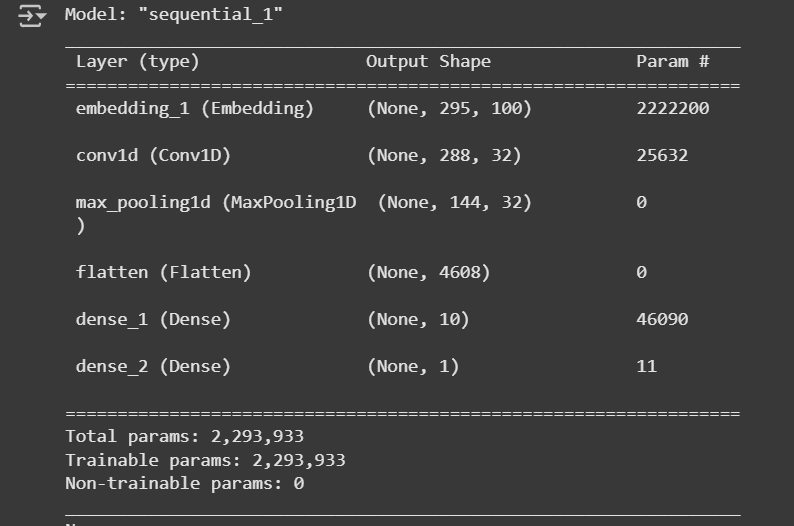 Model: "sequential_1"
Layer (type) Output Shape Param #
embedding_1 (Embedding) (None, 295, 100) 2222200
conv1d (Conv1D) (None, 288, 32) 25632
max_pooling1d (MaxPooling1D (None, 144, 32) 0
)
flatten (Flatten) (None, 4608) 0
dense_1 (Dense) (None, 10) 46090
dense_2 (Dense) (None, 1) 11
Total params: 2,293,933
Trainable params: 2,293,933
Non-trainable params: 0